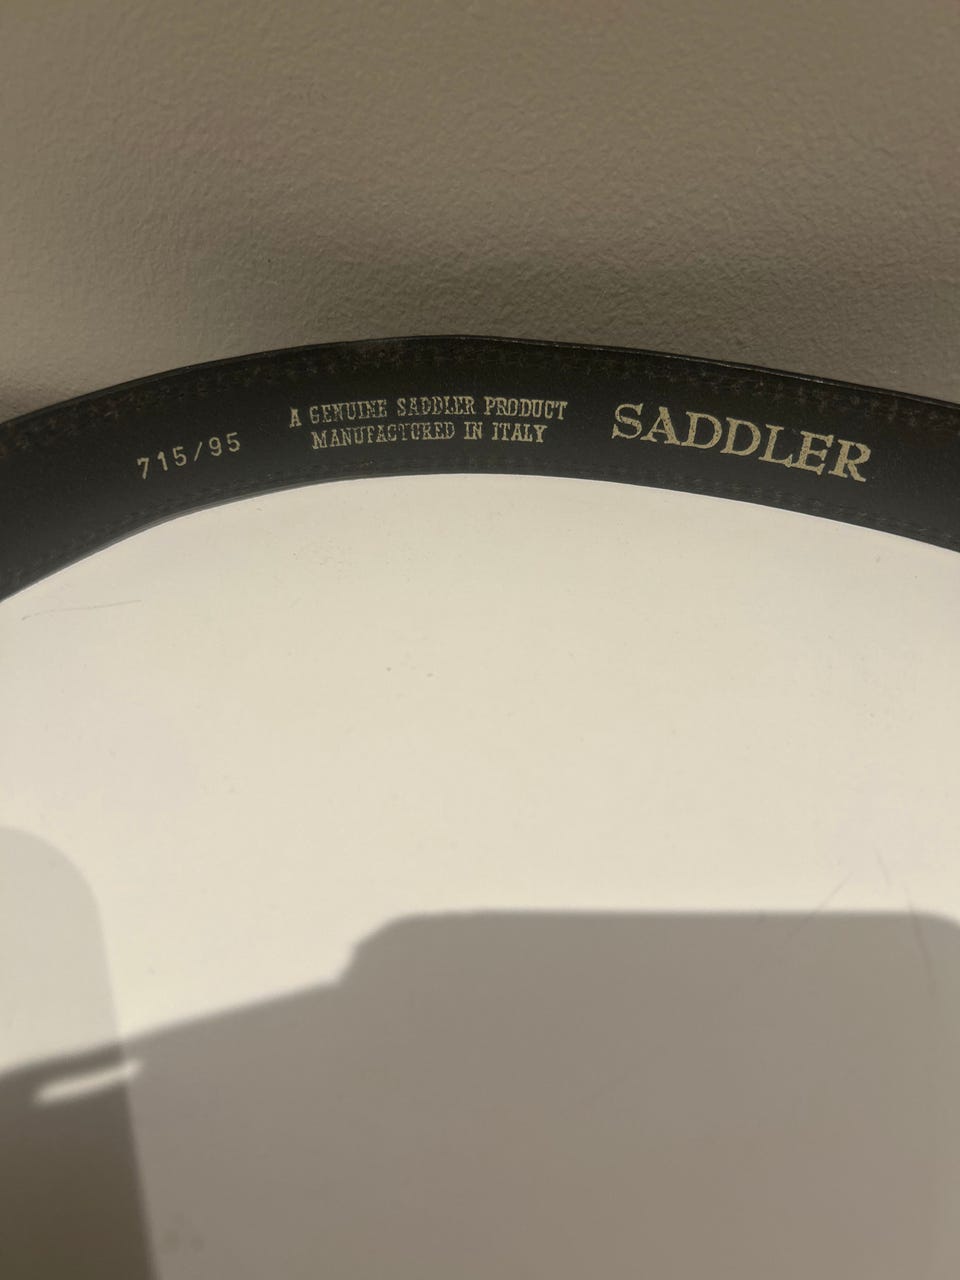 715/95
A GENUINE SADDLER PRODUCT
MANUFACTURED IN ITALY
SADDLER